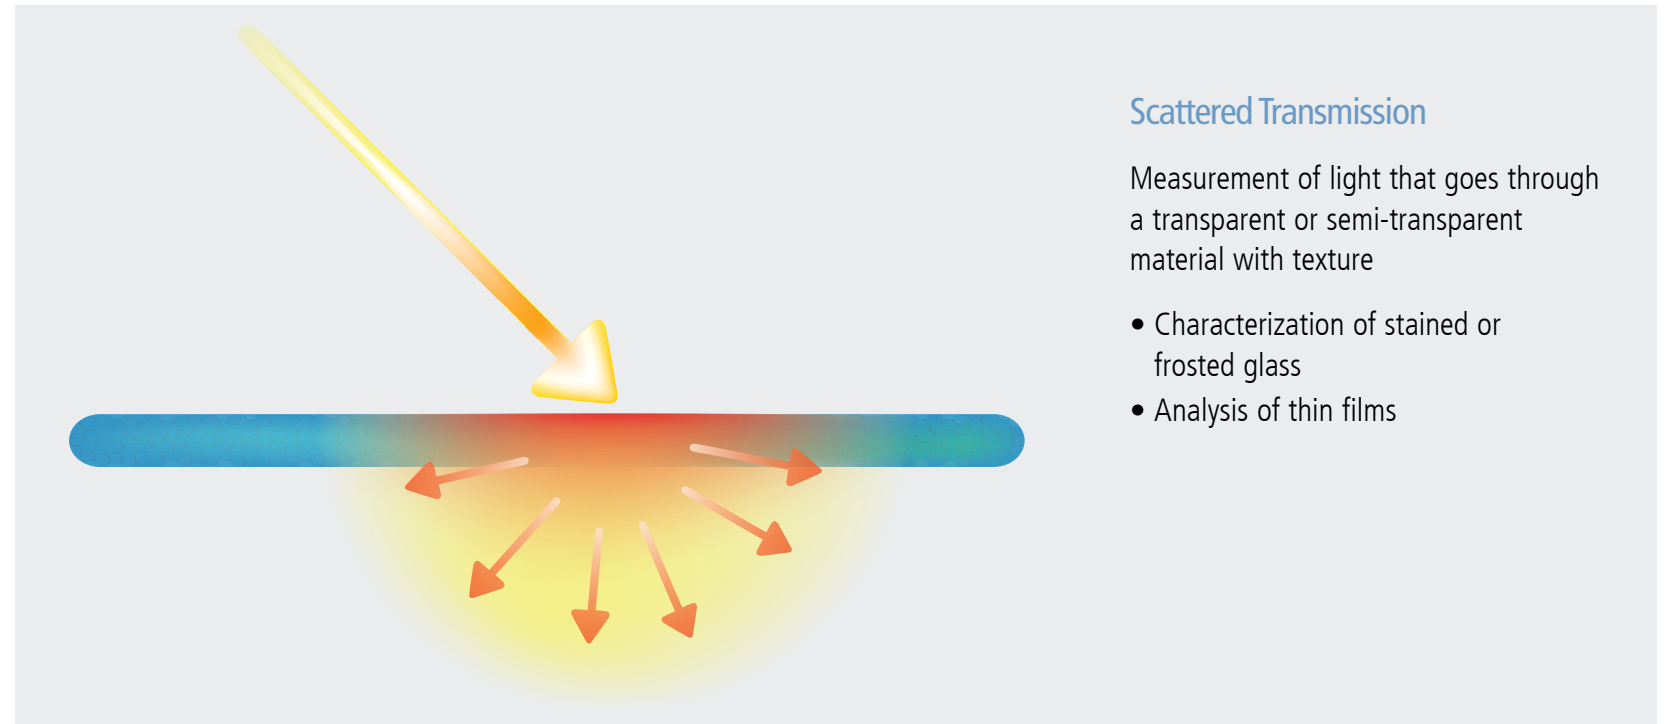 Scattered Transmission
Measurement of light that goes through
a transparent or semi-transparent
material with texture
• Characterization of stained or
frosted glass
• Analysis of thin films